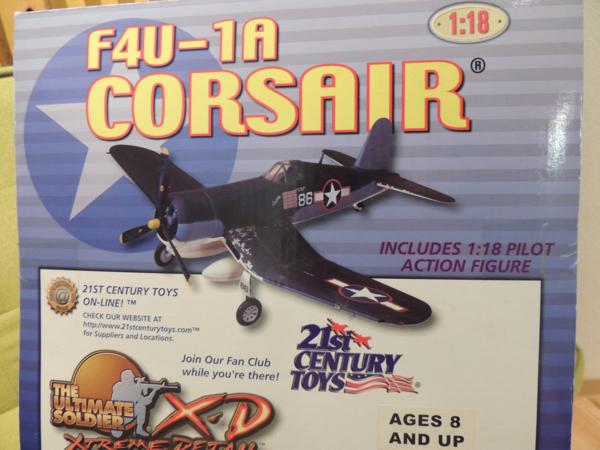 1:18
F4U-1A
CORSAIR®
86
INCLUDES 1:18 PILOT
ACTION FIGURE
21ST CENTURY TOYS
ON-LINE! ™
CHECK OUR WEBSITE AT
http://www.21stcenturytoys.com™
for Suppliers and Locations.
Join Our Fan Club
while you're there!
21st
CENTURY
TOYS®
THE
ULTIMATE
SOLDIER
X-D
XTREME DETAIL™
AGES 8
AND UP